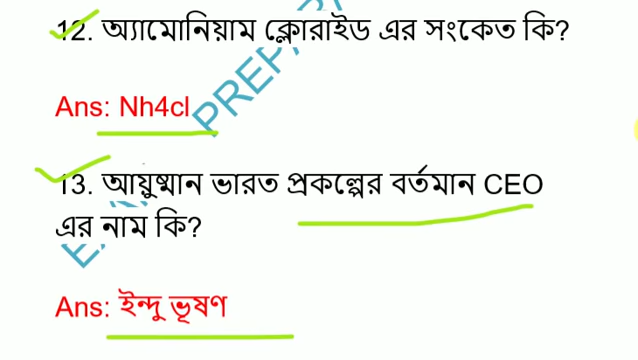 12. অ্যামোনিয়াম ক্লোরাইড এর সংকেত কি?
Ans: Nh4cl
13. আয়ুষ্মান ভারত প্রকল্পের বর্তমান CEO
এর নাম কি?
Ans: ইন্দু ভূষণ